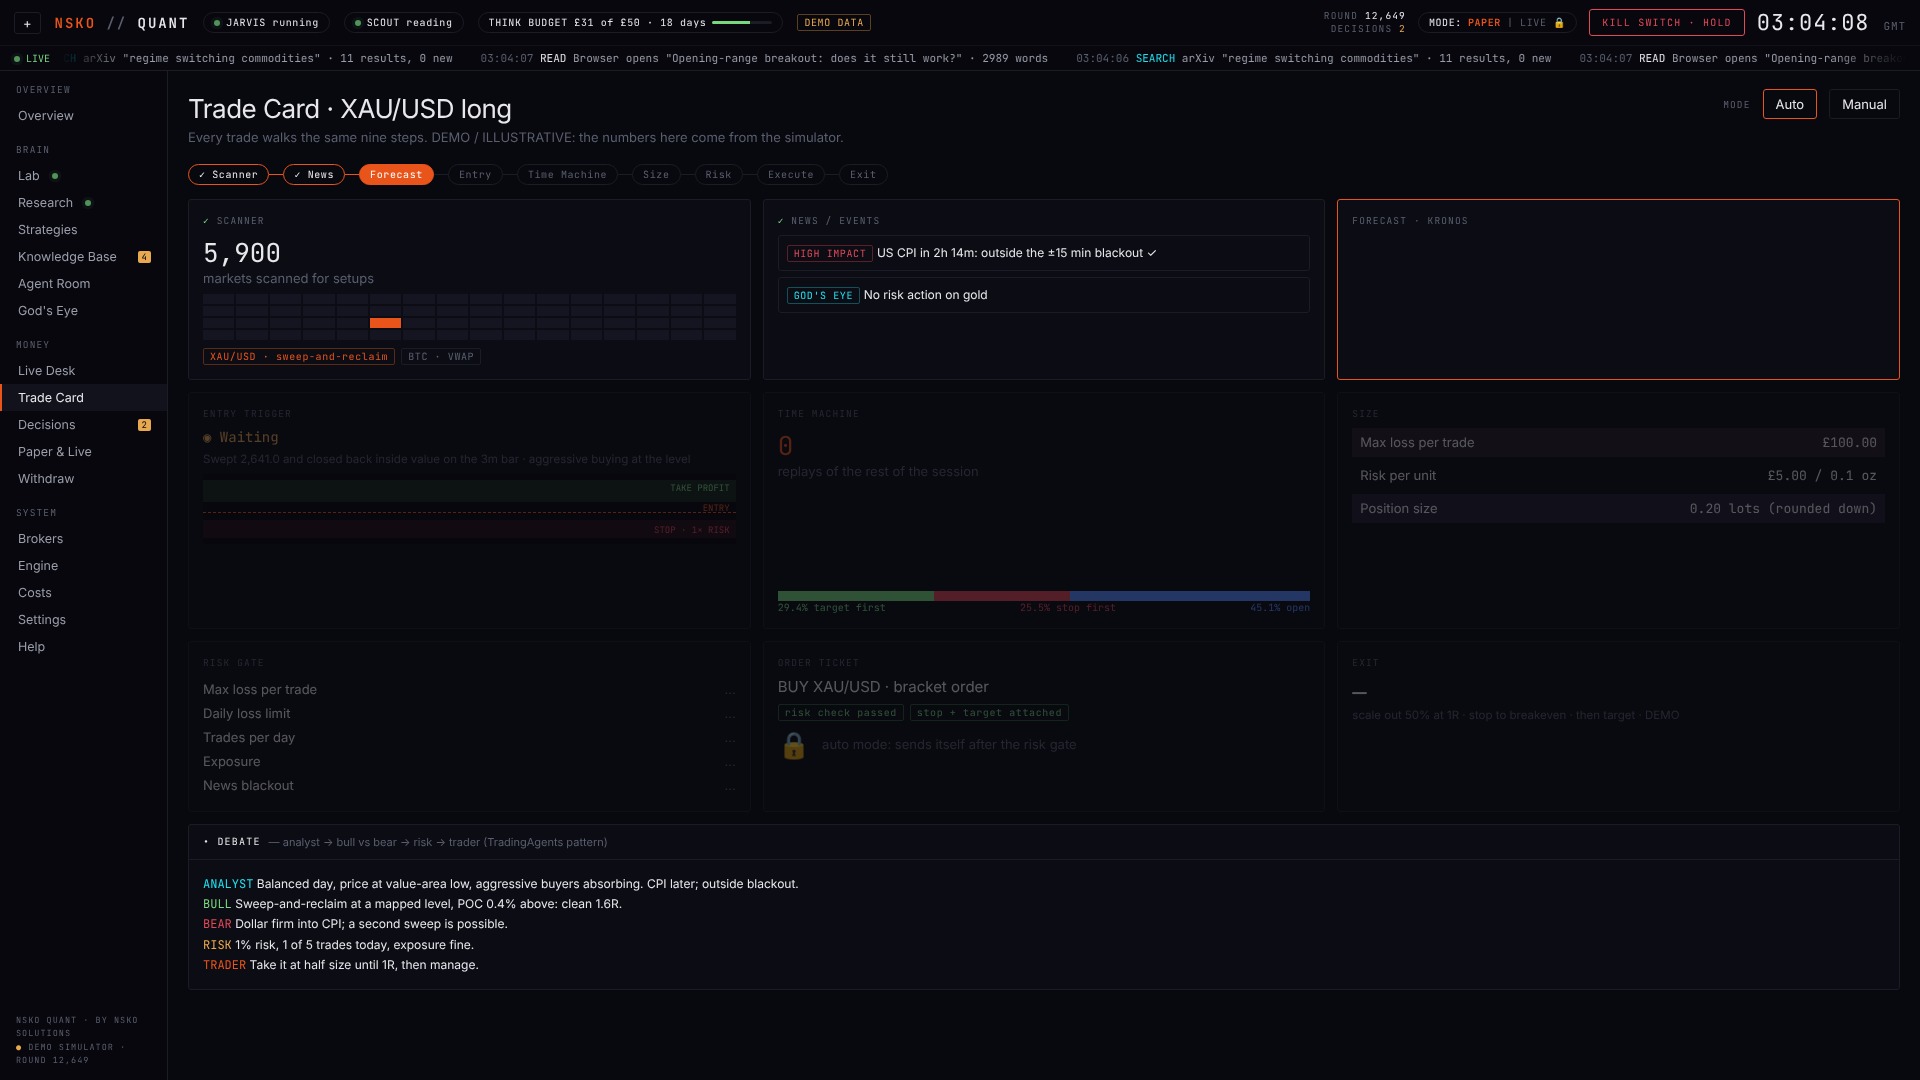 + NSKO // QUANT JARVIS running SCOUT reading THINK BUDGET £31 of £50 · 18 days DEMO DATA ROUND 12,649 DECISIONS 2 MODE: PAPER | LIVE 🔒 KILL SWITCH · HOLD 03:04:08 GMT
LIVE arXiv "regime switching commodities" · 11 results, 0 new 03:04:07 READ Browser opens "Opening-range breakout: does it still work?" · 2989 words 03:04:06 SEARCH arXiv "regime switching commodities" · 11 results, 0 new 03:04:07 READ Browser opens "Opening-range
OVERVIEW
Overview
BRAIN
Lab
Research
Strategies
Knowledge Base 4
Agent Room
God's Eye
MONEY
Live Desk
Trade Card
Decisions 2
Paper & Live
Withdraw
SYSTEM
Brokers
Engine
Costs
Settings
Help
NSKO QUANT · BY NSKO
SOLUTIONS
DEMO SIMULATOR ·
ROUND 12,649
Trade Card · XAU/USD long
MODE Auto Manual
Every trade walks the same nine steps. DEMO / ILLUSTRATIVE: the numbers here come from the simulator.
✓ Scanner ✓ News Forecast Entry Time Machine Size Risk Execute Exit
✓ SCANNER
5,900
markets scanned for setups
XAU/USD · sweep-and-reclaim BTC · VWAP
✓ NEWS / EVENTS
HIGH IMPACT US CPI in 2h 14m: outside the ±15 min blackout ✓
GOD'S EYE No risk action on gold
FORECAST · KRONOS
ENTRY TRIGGER
◉ Waiting
Swept 2,641.0 and closed back inside value on the 3m bar · aggressive buying at the level
TAKE PROFIT
ENTRY
STOP · 1× RISK
TIME MACHINE
0
replays of the rest of the session
29.4% target first 25.5% stop first 45.1% open
SIZE
Max loss per trade £100.00
Risk per unit £5.00 / 0.1 oz
Position size 0.20 lots (rounded down)
RISK GATE
Max loss per trade …
Daily loss limit …
Trades per day …
Exposure …
News blackout …
ORDER TICKET
BUY XAU/USD · bracket order
risk check passed stop + target attached
🔒 auto mode: sends itself after the risk gate
EXIT
—
scale out 50% at 1R · stop to breakeven · then target · DEMO
• DEBATE — analyst → bull vs bear → risk → trader (TradingAgents pattern)
ANALYST Balanced day, price at value-area low, aggressive buyers absorbing. CPI later; outside blackout.
BULL Sweep-and-reclaim at a mapped level, POC 0.4% above: clean 1.6R.
BEAR Dollar firm into CPI; a second sweep is possible.
RISK 1% risk, 1 of 5 trades today, exposure fine.
TRADER Take it at half size until 1R, then manage.